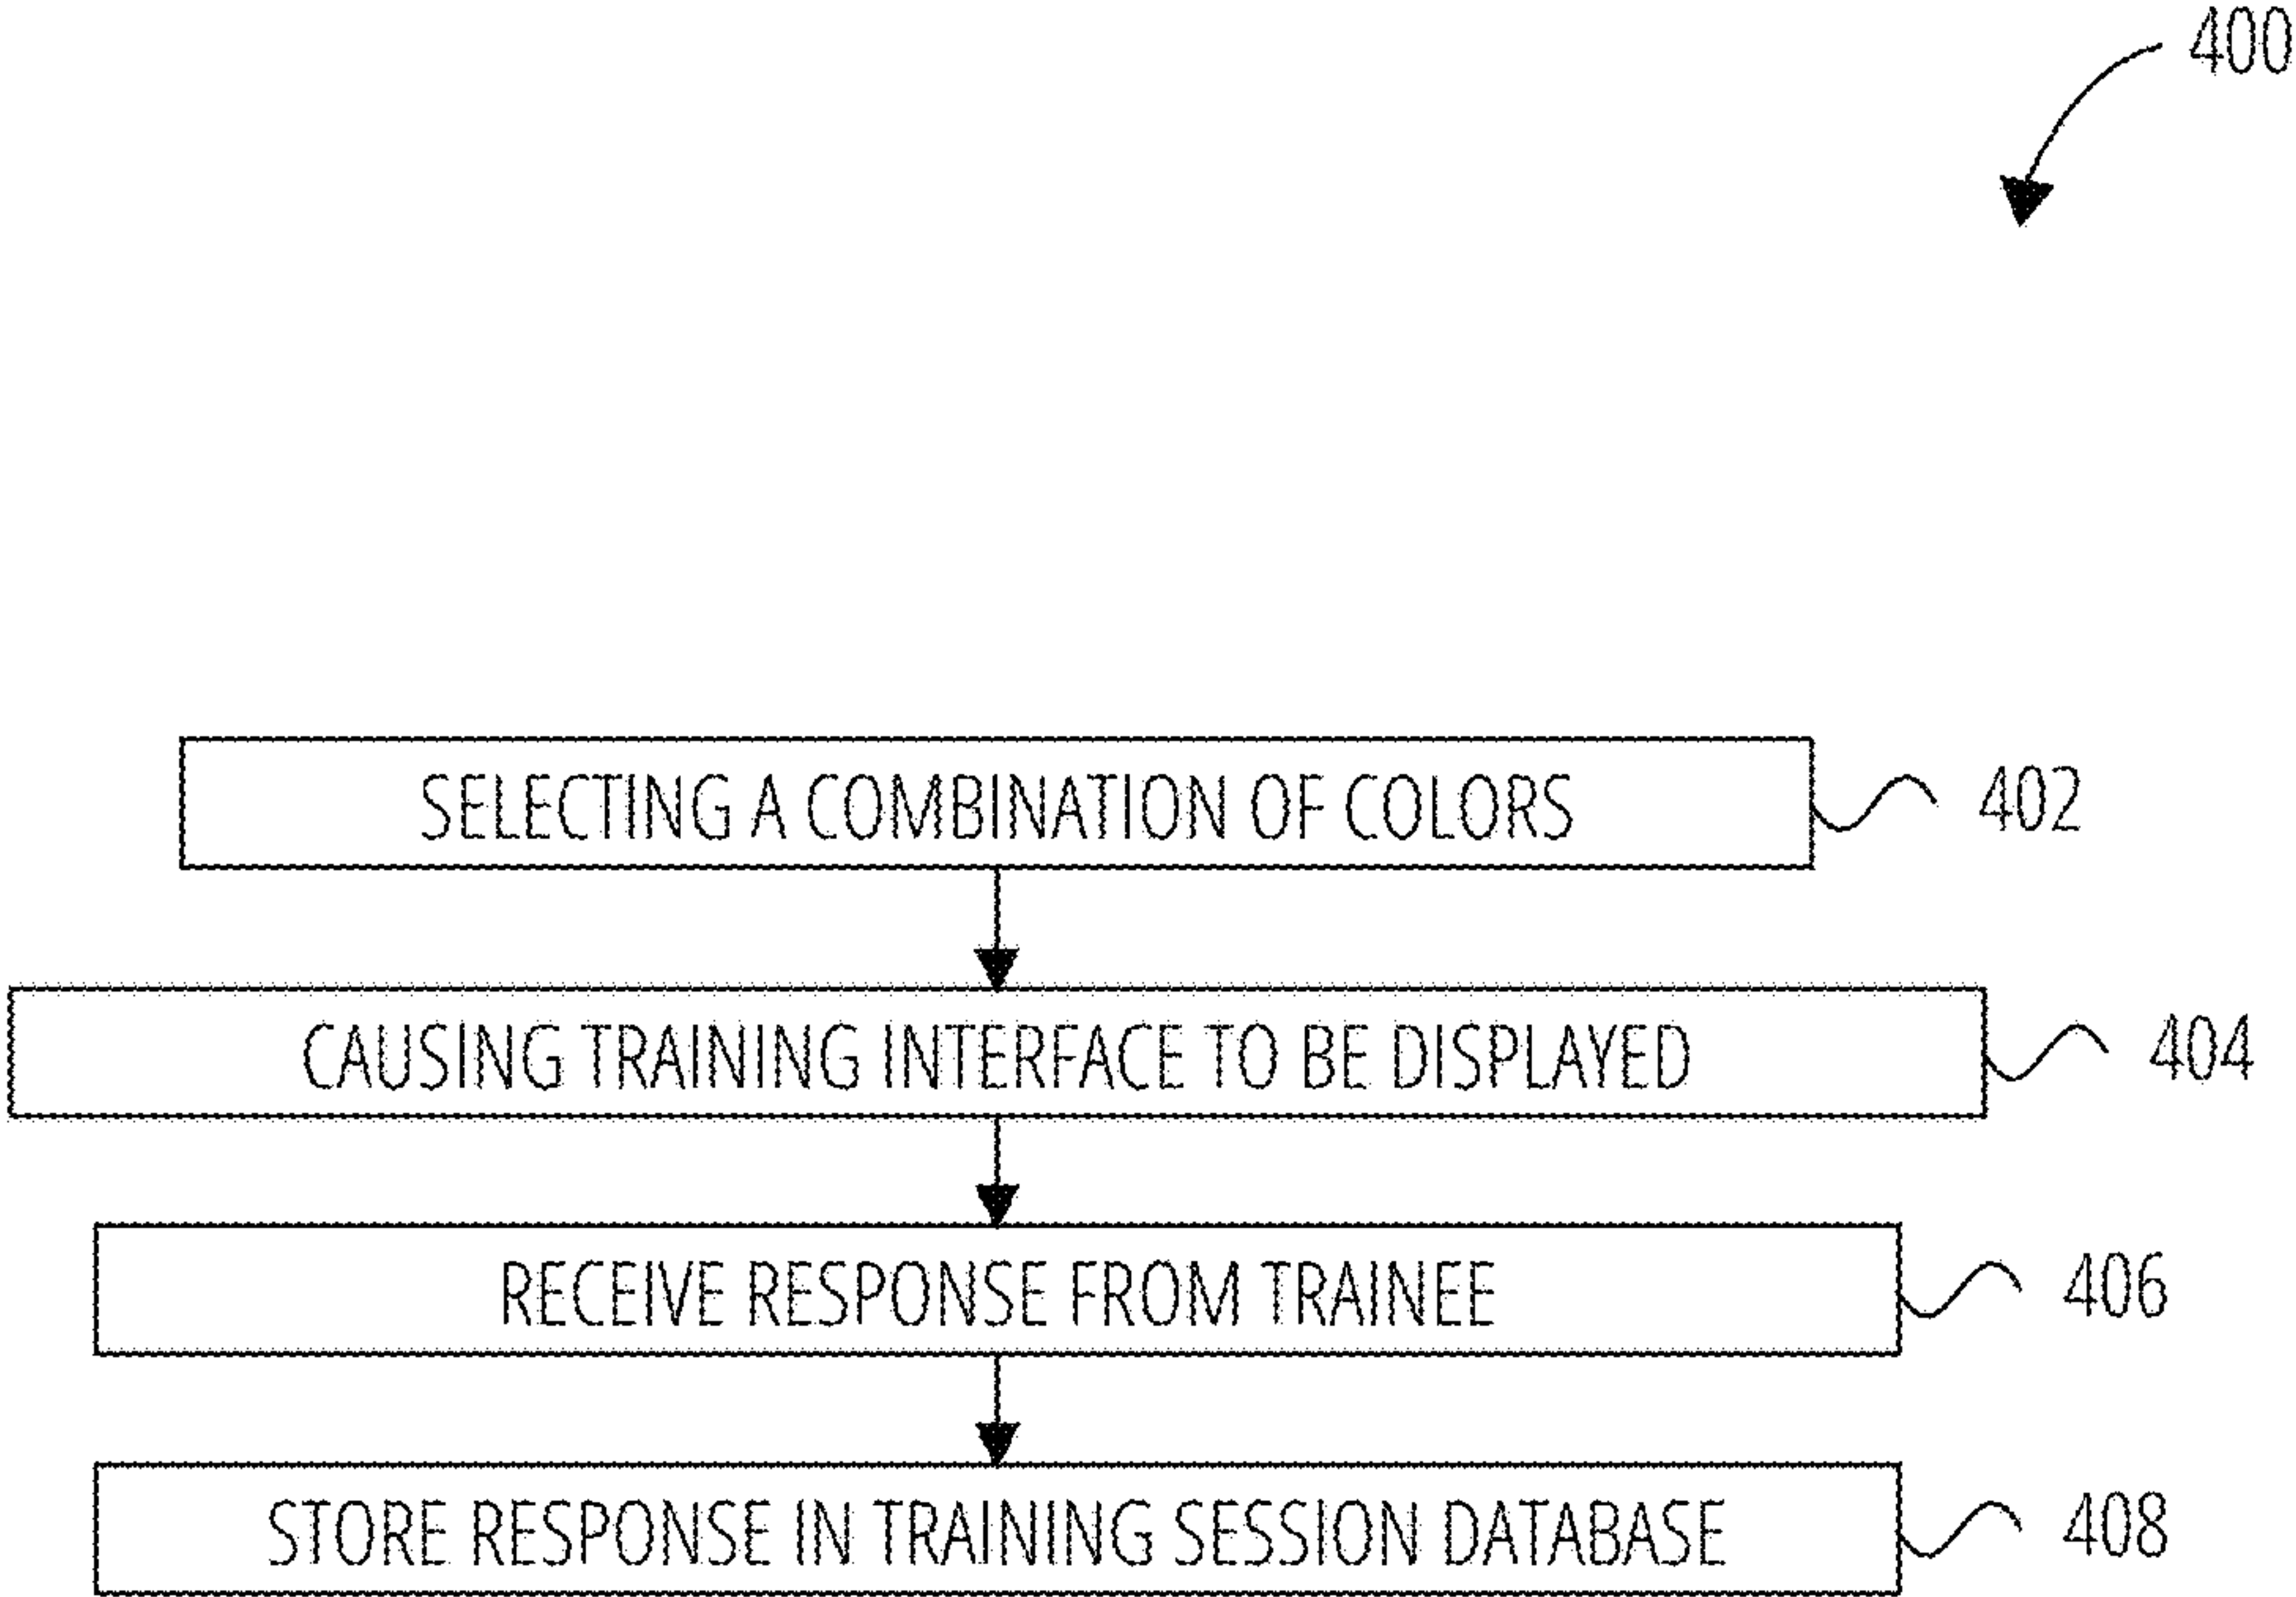 400
SELECTING A COMBINATION OF COLORS 402
CAUSING TRAINING INTERFACE TO BE DISPLAYED 404
RECEIVE RESPONSE FROM TRAINEE 406
STORE RESPONSE IN TRAINING SESSION DATABASE 408